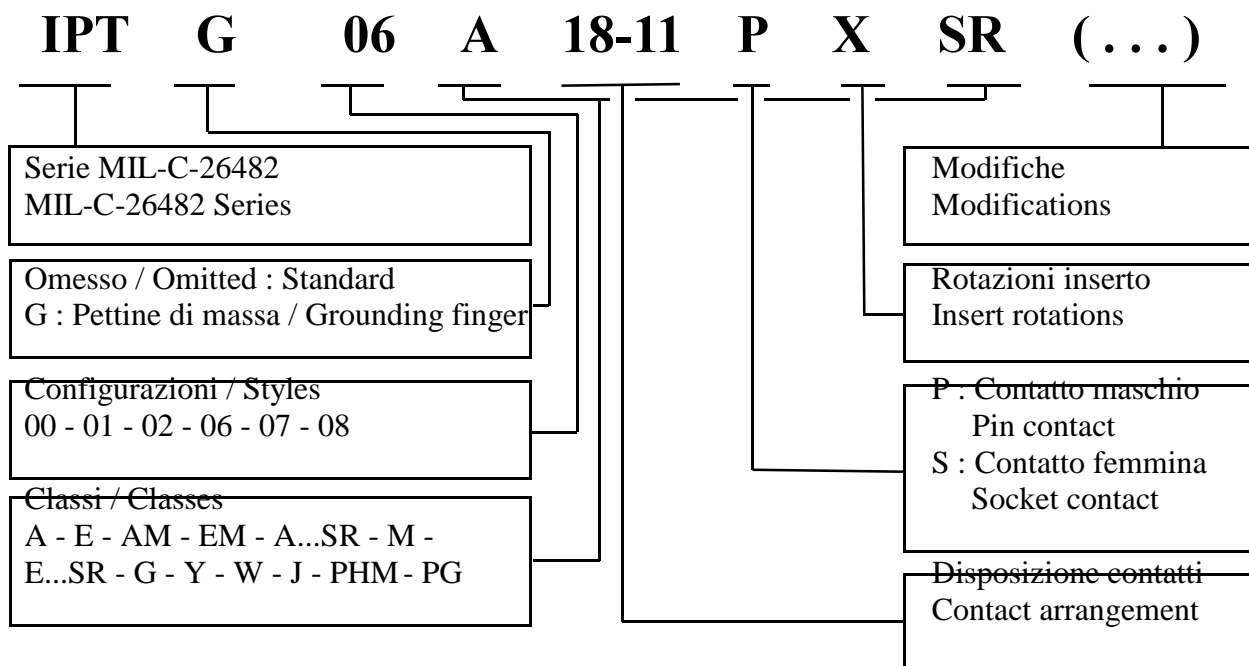 IPT G 06 A 18-11 P X SR (...)
Serie MIL-C-26482
MIL-C-26482 Series
Omesso / Omitted : Standard
G : Pettine di massa / Grounding finger
Configurazioni / Styles
00 - 01 - 02 - 06 - 07 - 08
Classi / Classes
A - E - AM - EM - A...SR - M -
E...SR - G - Y - W - J - PHM - PG
Modifiche
Modifications
Rotazioni inserto
Insert rotations
P : Contatto maschio
Pin contact
S : Contatto femmina
Socket contact
Disposizione contatti
Contact arrangement